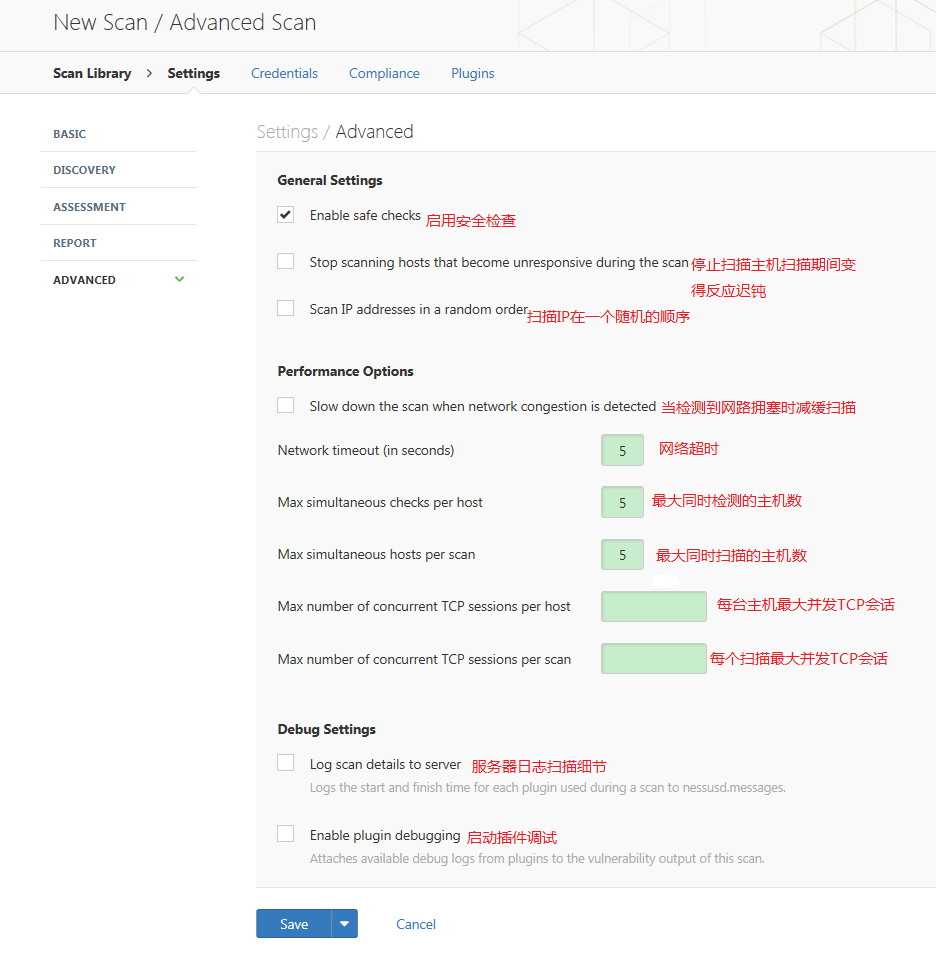 New Scan / Advanced Scan
Scan Library > Settings Credentials Compliance Plugins
BASIC
DISCOVERY
ASSESSMENT
REPORT
ADVANCED
Settings / Advanced
General Settings
Enable safe checks 启用安全检查
Stop scanning hosts that become unresponsive during the scan 停止扫描主机扫描期间变
得反应迟钝
Scan IP addresses in a random order 扫描IP在一个随机的顺序
Performance Options
Slow down the scan when network congestion is detected 当检测到网路拥塞时减缓扫描
Network timeout (in seconds) 5 网络超时
Max simultaneous checks per host 5 最大同时检测的主机数
Max simultaneous hosts per scan 5 最大同时扫描的主机数
Max number of concurrent TCP sessions per host 每台主机最大并发TCP会话
Max number of concurrent TCP sessions per scan 每个扫描最大并发TCP会话
Debug Settings
Log scan details to server 服务器日志扫描细节
Logs the start and finish time for each plugin used during a scan to nessusd.messages.
Enable plugin debugging 启动插件调试
Attaches available debug logs from plugins to the vulnerability output of this scan.
Save Cancel